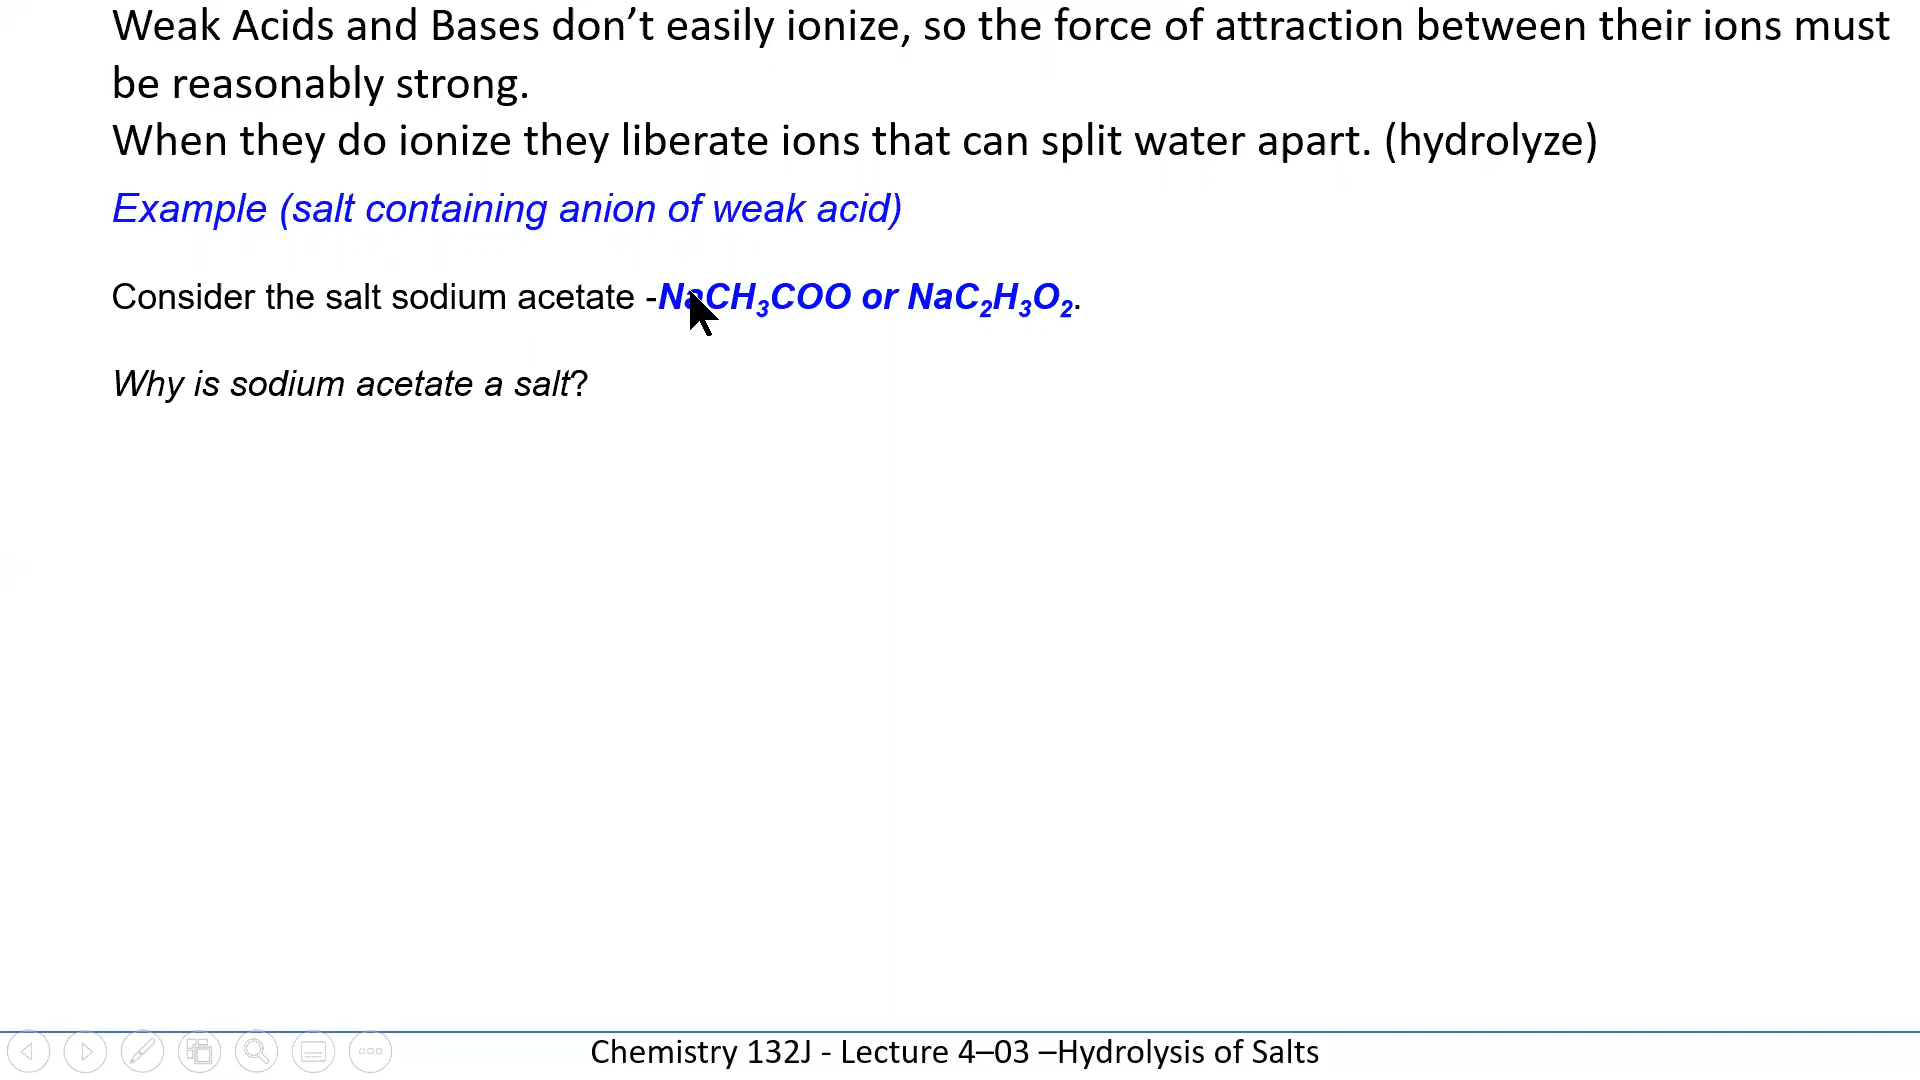 Weak Acids and Bases don’t easily ionize, so the force of attraction between their ions must
be reasonably strong.
When they do ionize they liberate ions that can split water apart. (hydrolyze)
Example (salt containing anion of weak acid)
Consider the salt sodium acetate -NaCH₃COO or NaC₂H₃O₂.
Why is sodium acetate a salt?
Chemistry 132J - Lecture 4–03 –Hydrolysis of Salts